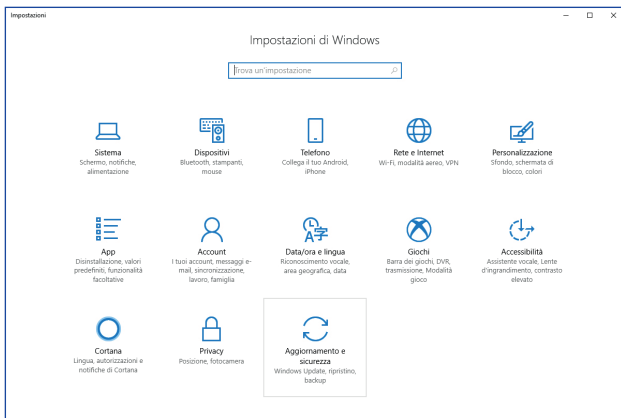 Impostazioni
Impostazioni di Windows
Trova un'impostazione
Sistema
Schermo, notifiche,
alimentazione
Dispositivi
Bluetooth, stampanti,
mouse
Telefono
Collega il tuo Android,
iPhone
Rete e Internet
Wi-Fi, modalità aereo, VPN
Personalizzazione
Sfondo, schermata di
blocco, colori
App
Disinstallazione, valori
predefiniti, funzionalità
facoltative
Account
I tuoi account, messaggi e-
mail, sincronizzazione,
lavoro, famiglia
Data/ora e lingua
Riconoscimento vocale,
area geografica, data
Giochi
Barra dei giochi, DVR,
trasmissione, Modalità
gioco
Accessibilità
Assistente vocale, Lente
d'ingrandimento, contrasto
elevato
Cortana
Lingua, autorizzazioni e
notifiche di Cortana
Privacy
Posizione, fotocamera
Aggiornamento e
sicurezza
Windows Update, ripristino,
backup